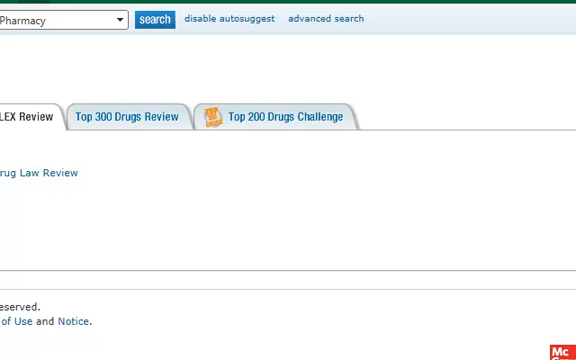 Pharmacy search disable autosuggest advanced search
LEX Review Top 300 Drugs Review Top 200 Drugs Challenge
rug Law Review
eserved.
of Use and Notice.
Mc